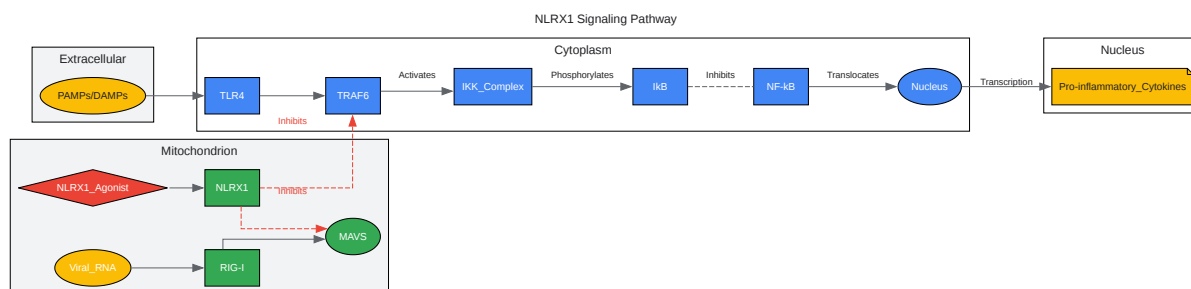 NLRX1 Signaling Pathway
Extracellular
Cytoplasm
Nucleus
PAMPs/DAMPs
TLR4
TRAF6
Activates
IKK_Complex
Phosphorylates
IkB
Inhibits
NF-kB
Translocates
Nucleus
Transcription
Pro-inflammatory_Cytokines
Inhibits
Mitochondrion
NLRX1_Agonist
NLRX1
Inhibits
MAVS
Viral_RNA
RIG-I